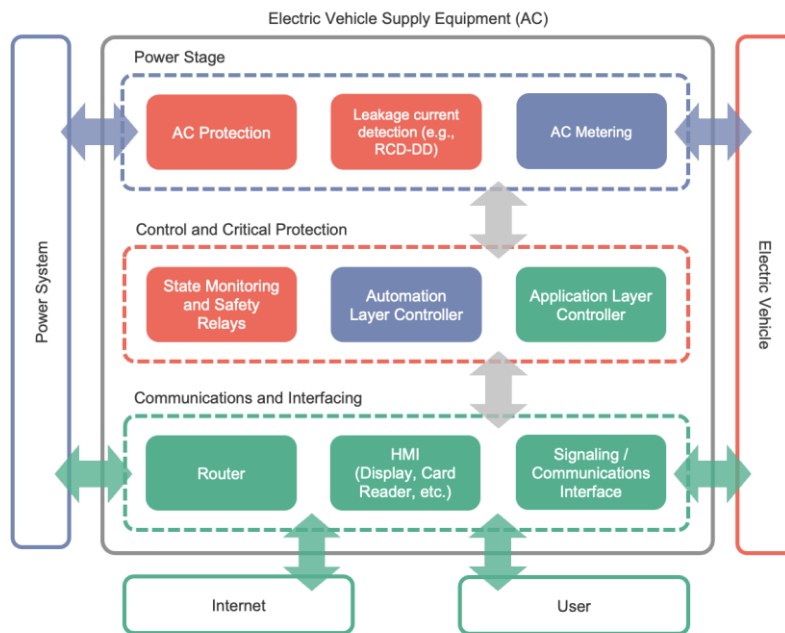 Electric Vehicle Supply Equipment (AC)
Power Stage
AC Protection
Leakage current
detection (e.g.,
RCD-DD)
AC Metering
Control and Critical Protection
State Monitoring
and Safety
Relays
Automation
Layer Controller
Application Layer
Controller
Communications and Interfacing
Router
HMI
(Display, Card
Reader, etc.)
Signaling /
Communications
Interface
Power System
Electric Vehicle
Internet
User